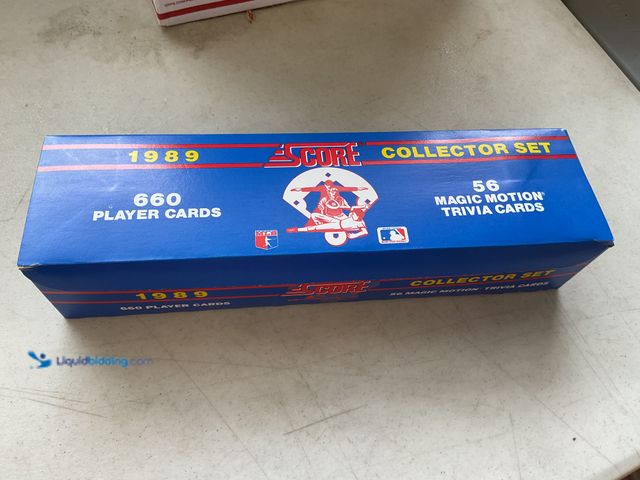 1989 SCORE COLLECTOR SET
660
PLAYER CARDS
56
MAGIC MOTION®
TRIVIA CARDS
1989 SCORE COLLECTOR SET
660 PLAYER CARDS
56 MAGIC MOTION® TRIVIA CARDS
Liquidbidding.com